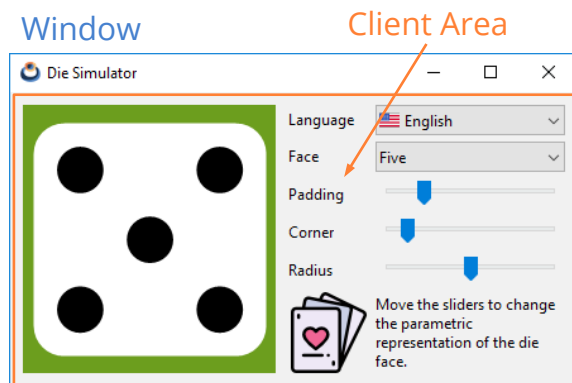 Window
Client Area
Die Simulator
Language
English
Face
Five
Padding
Corner
Radius
Move the sliders to change
the parametric
representation of the die
face.